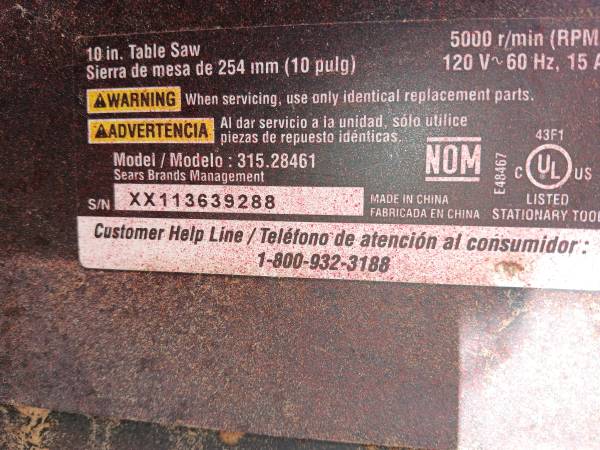 10 in. Table Saw
Sierra de mesa de 254 mm (10 pulg)
5000 r/min (RPM
120 V~60 Hz, 15 A
WARNING When servicing, use only identical replacement parts.
ADVERTENCIA Al dar servicio a la unidad, sólo utilice
piezas de repuesto idénticas.
Model / Modelo : 315.28461
Sears Brands Management
S/N XX113639288
NOM
MADE IN CHINA
FABRICADA EN CHINA
E48467
43F1
C UL US
LISTED
STATIONARY TOOL
Customer Help Line / Teléfono de atención al consumidor :
1-800-932-3188